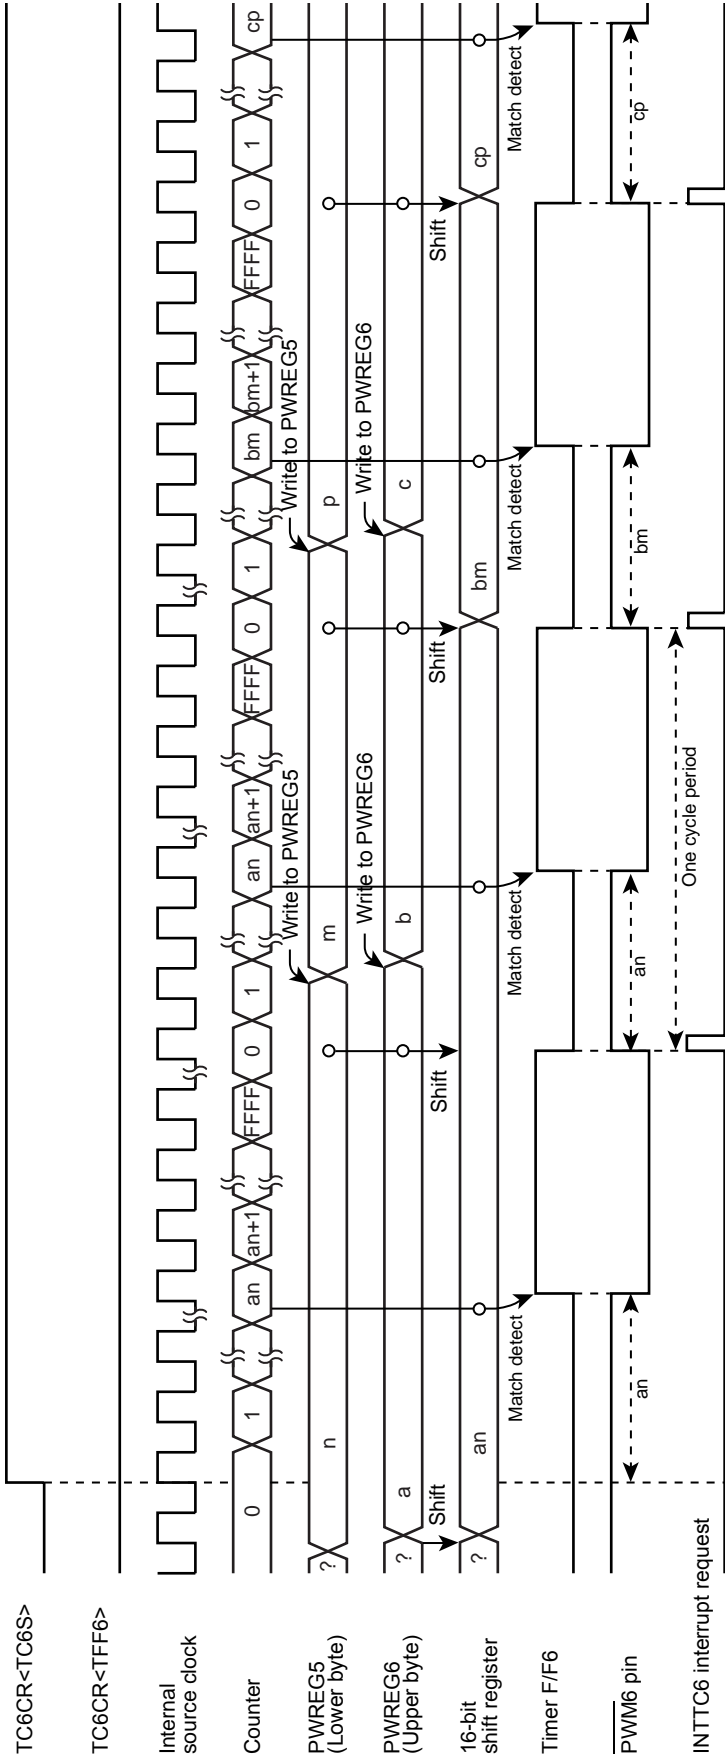 TC6CR<TC6S>
TC6CR<TFF6>
Internal
source clock
Counter
0 1 an an+1 FFFF 0 1 an an+1 FFFF 0 1 bm bm+1 FFFF 0 1 cp
Write to PWREG5
Write to PWREG5
PWREG5
(Lower byte)
? n m p
Write to PWREG6
Write to PWREG6
PWREG6
(Upper byte)
? a b c
Shift
Shift
Shift
Shift
16-bit
shift register
? an bm cp
Match detect
Match detect
Match detect
Match detect
Timer F/F6
PWM6 pin
an an bm cp
One cycle period
INTTC6 interrupt request